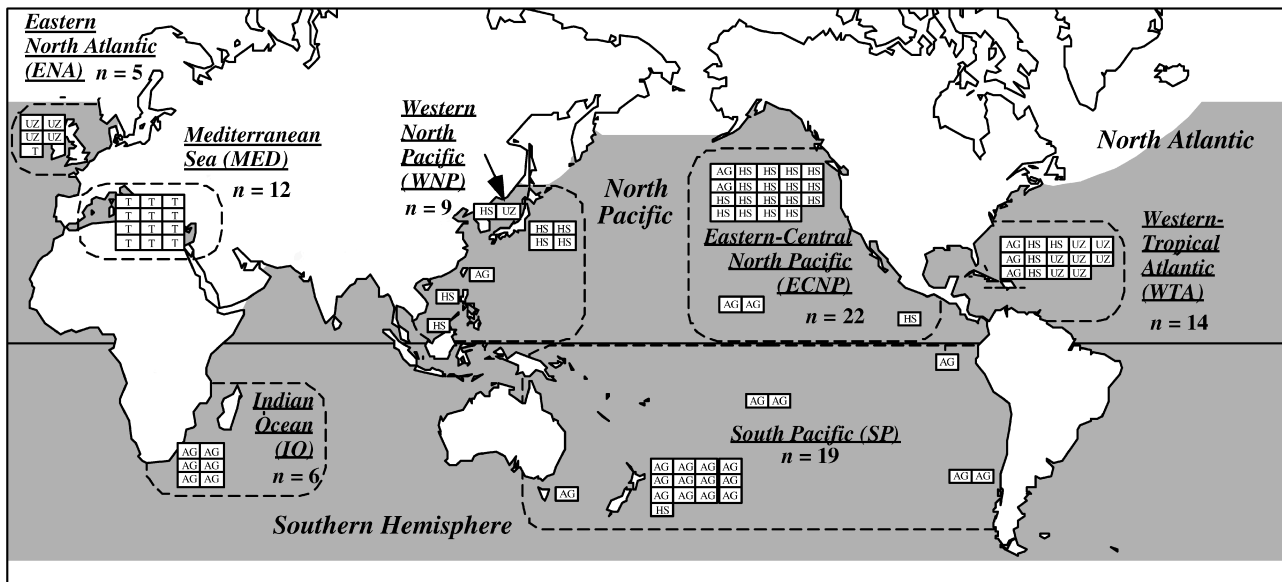 Eastern
North Atlantic
(ENA) n = 5
UZ UZ
UZ UZ
T
Mediterranean
Sea (MED)
n = 12
T T T
T T T
T T T
T T T
Western
North
Pacific
(WNP)
n = 9
HS UZ
HS HS
HS HS
AG
HS
HS
North
Pacific
AG HS HS HS HS
AG HS HS HS HS
HS HS HS HS HS
HS HS HS HS
Eastern-Central
North Pacific
(ECNP)
n = 22
AG AG
HS
North Atlantic
AG HS HS UZ UZ
AG HS UZ UZ UZ
AG HS UZ UZ
Western-
Tropical
Atlantic
(WTA)
n = 14
Indian
Ocean
(IO)
n = 6
AG AG
AG AG
AG AG
AG
AG AG
South Pacific (SP)
n = 19
AG AG AG AG
AG AG AG AG
AG AG AG AG
HS
AG
AG AG
Southern Hemisphere